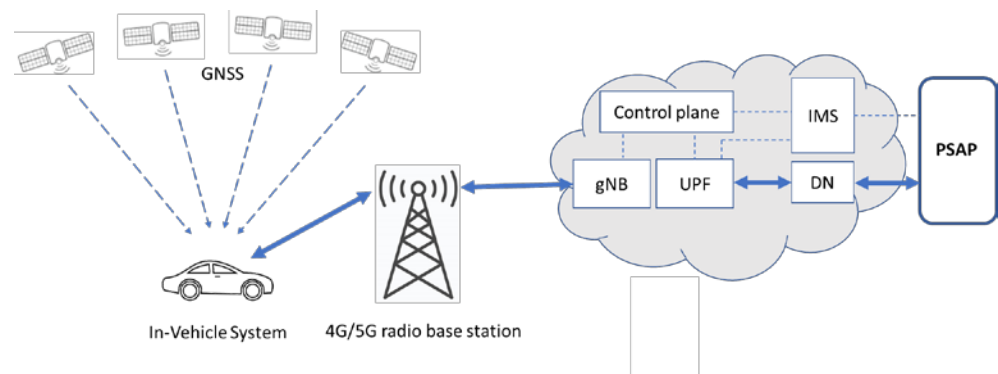 GNSS
Control plane
IMS
PSAP
gNB
UPF
DN
In-Vehicle System
4G/5G radio base station